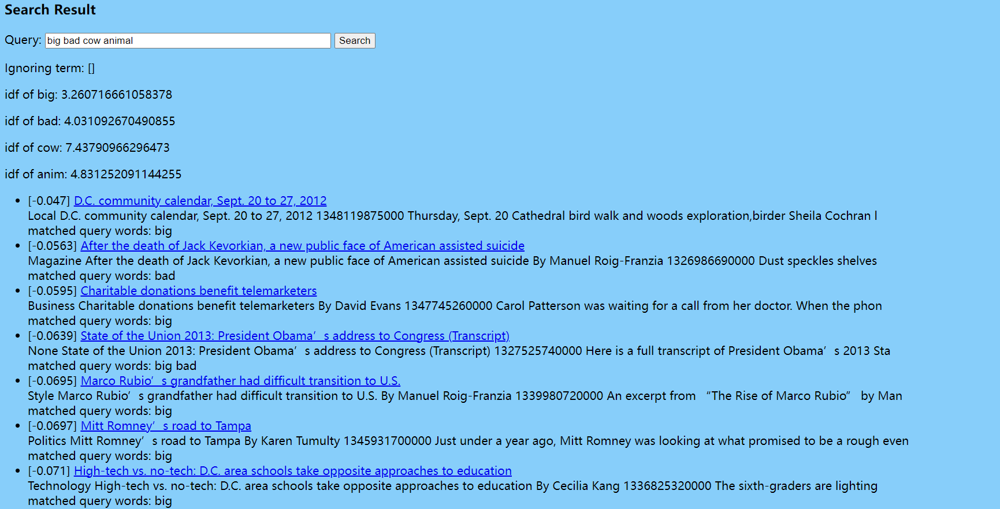 Search Result
Query: big bad cow animal Search
Ignoring term: []
idf of big: 3.260716661058378
idf of bad: 4.031092670490855
idf of cow: 7.43790966296473
idf of anim: 4.831252091144255
[-0.047] D.C. community calendar, Sept. 20 to 27, 2012
Local D.C. community calendar, Sept. 20 to 27, 2012 1348119875000 Thursday, Sept. 20 Cathedral bird walk and woods exploration,birder Sheila Cochran l
matched query words: big
[-0.0563] After the death of Jack Kevorkian, a new public face of American assisted suicide
Magazine After the death of Jack Kevorkian, a new public face of American assisted suicide By Manuel Roig-Franzia 1326986690000 Dust speckles shelves
matched query words: bad
[-0.0595] Charitable donations benefit telemarketers
Business Charitable donations benefit telemarketers By David Evans 1347745260000 Carol Patterson was waiting for a call from her doctor. When the phon
matched query words: big
[-0.0639] State of the Union 2013: President Obama’s address to Congress (Transcript)
None State of the Union 2013: President Obama’s address to Congress (Transcript) 1327525740000 Here is a full transcript of President Obama’s 2013 Sta
matched query words: big bad
[-0.0695] Marco Rubio’s grandfather had difficult transition to U.S.
Style Marco Rubio’s grandfather had difficult transition to U.S. By Manuel Roig-Franzia 1339980720000 An excerpt from “The Rise of Marco Rubio” by Man
matched query words: big
[-0.0697] Mitt Romney’s road to Tampa
Politics Mitt Romney’s road to Tampa By Karen Tumulty 1345931700000 Just under a year ago, Mitt Romney was looking at what promised to be a rough even
matched query words: big
[-0.071] High-tech vs. no-tech: D.C. area schools take opposite approaches to education
Technology High-tech vs. no-tech: D.C. area schools take opposite approaches to education By Cecilia Kang 1336825320000 The sixth-graders are lighting
matched query words: big